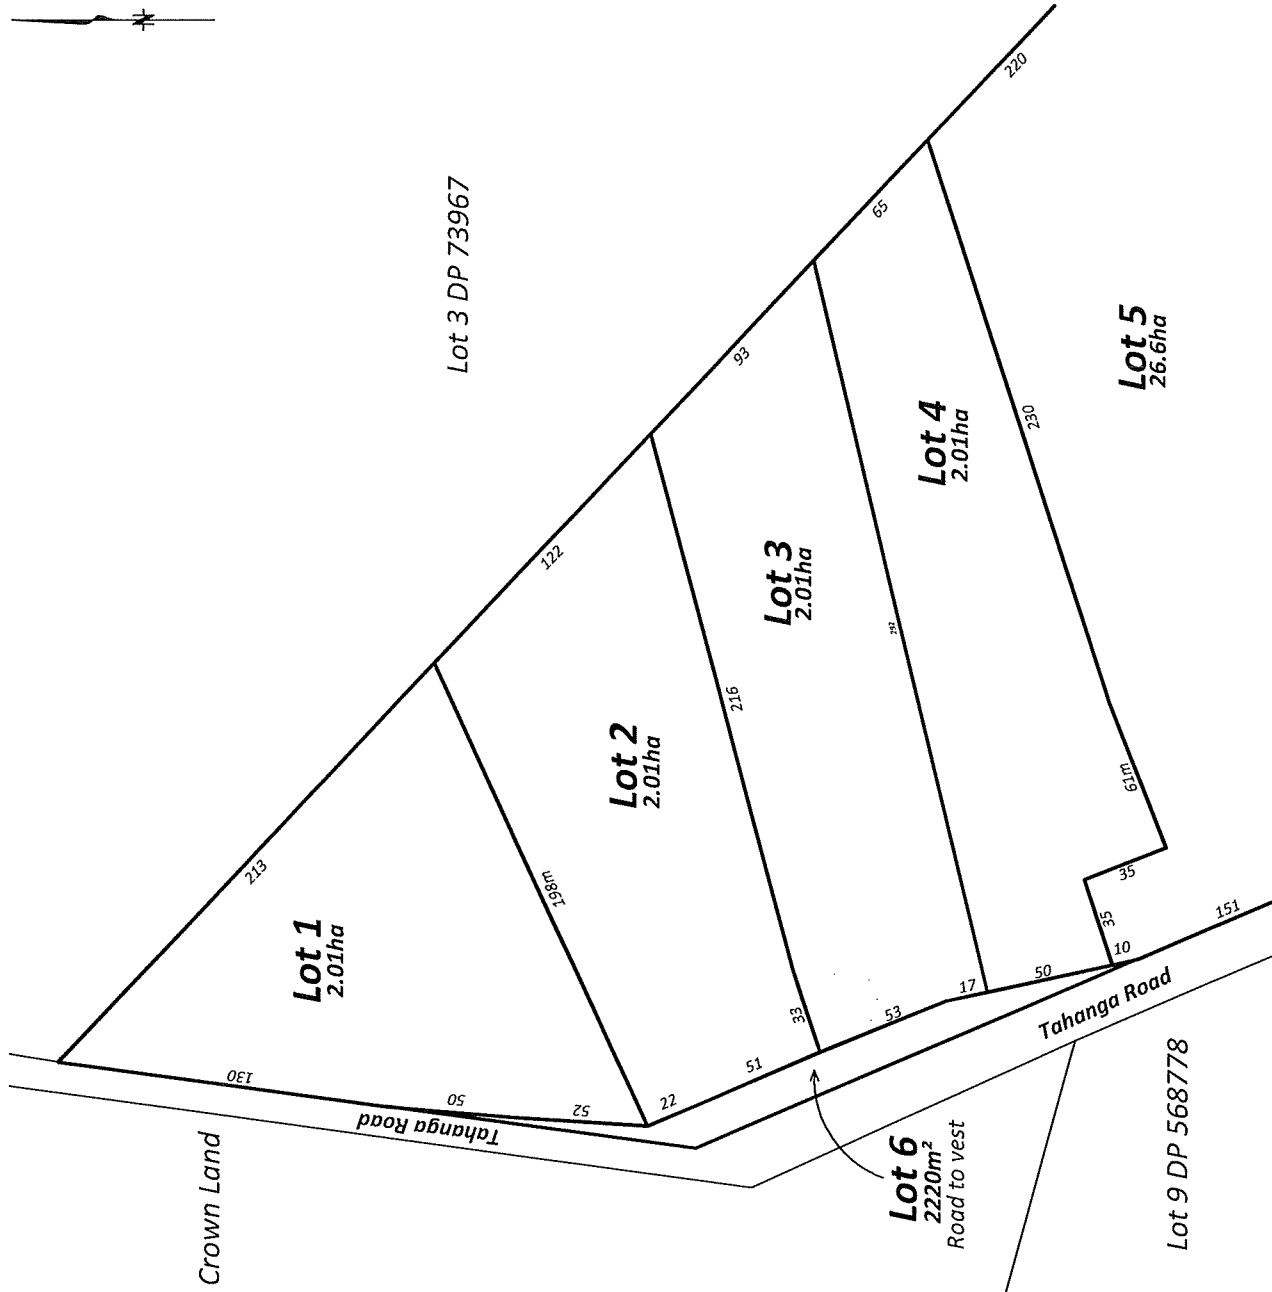 N
220
Lot 3 DP 73967
65
93
Lot 5
26.6ha
230
Lot 4
2.01ha
122
Lot 3
2.01ha
292
216
Lot 2
2.01ha
61m
213
198m
35
Lot 1
2.01ha
35
151
10
50
17
53
33
Tahanga Road
51
130
50
52
22
Tahanga Road
Lot 6
2220m²
Road to vest
Crown Land
Lot 9 DP 568778